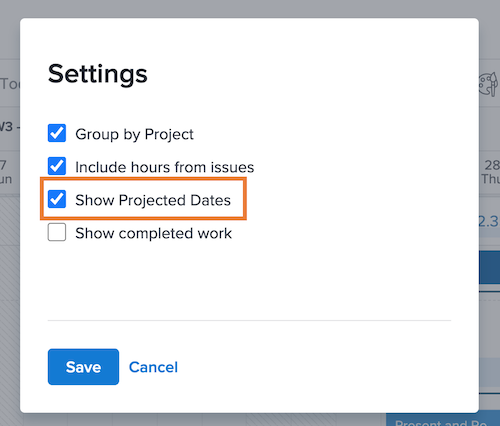 Settings
Too
W3 -
Group by Project
7
28
Include hours from issues
un
Thu
Show Projected Dates
2.3
Show completed work
Save
Cancel
Present and Re